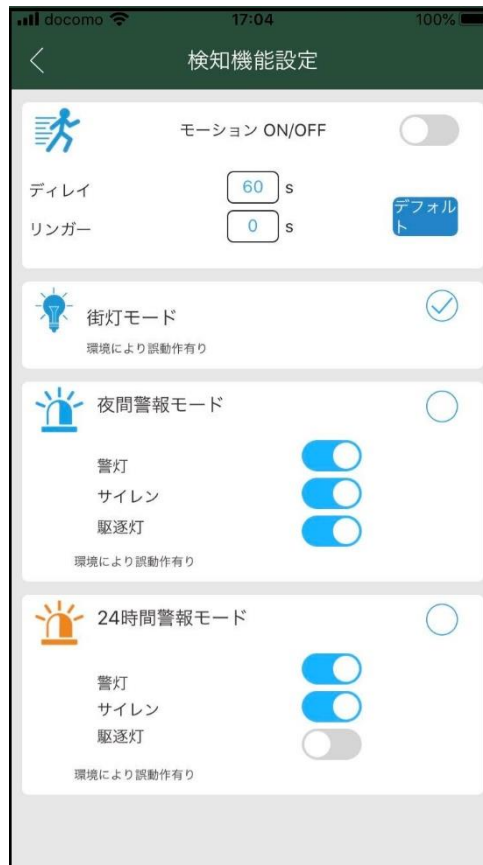 docomo 17:04 100%
検知機能設定
モーション ON/OFF
ディレイ 60 s
リンガー 0 s
デフォル
ト
街灯モード
環境により誤動作有り
夜間警報モード
警灯
サイレン
駆逐灯
環境により誤動作有り
24時間警報モード
警灯
サイレン
駆逐灯
環境により誤動作有り